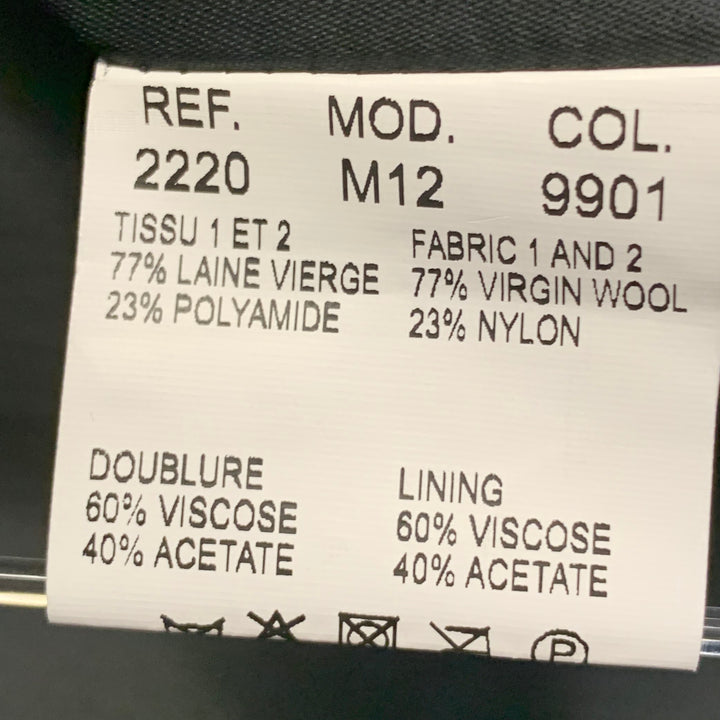 REF. MOD. COL.
2220 M12 9901
TISSU 1 ET 2
77% LAINE VIERGE
23% POLYAMIDE
FABRIC 1 AND 2
77% VIRGIN WOOL
23% NYLON
DOUBLURE
60% VISCOSE
40% ACETATE
LINING
60% VISCOSE
40% ACETATE
P